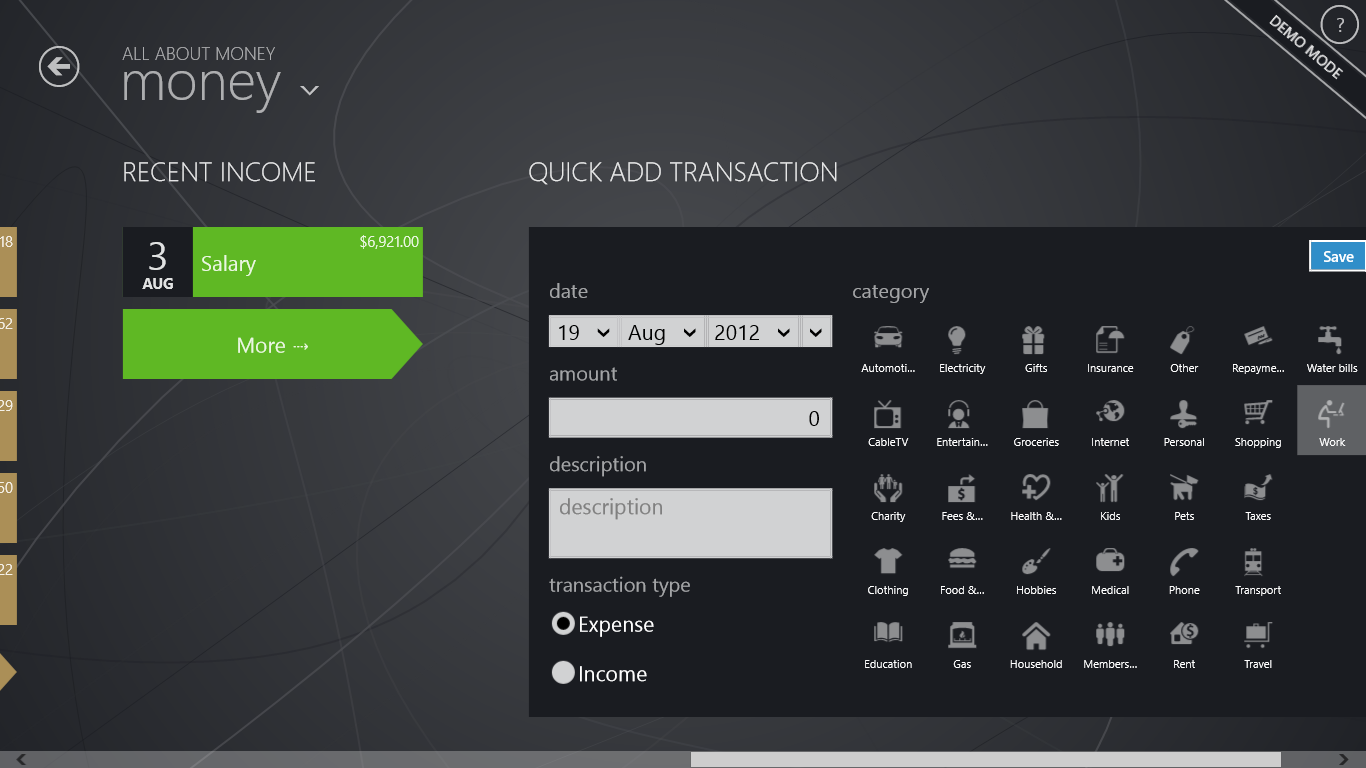 ALL ABOUT MONEY
money
DEMO MODE
?
RECENT INCOME
QUICK ADD TRANSACTION
18
62
29
50
22
3
AUG
$6,921.00
Salary
More
Save
date
19 Aug 2012
amount
0
description
description
transaction type
Expense
Income
category
Automoti... Electricity Gifts Insurance Other Repayme... Water bills
CableTV Entertain... Groceries Internet Personal Shopping Work
Charity Fees &... Health &... Kids Pets Taxes
Clothing Food &... Hobbies Medical Phone Transport
Education Gas Household Members... Rent Travel